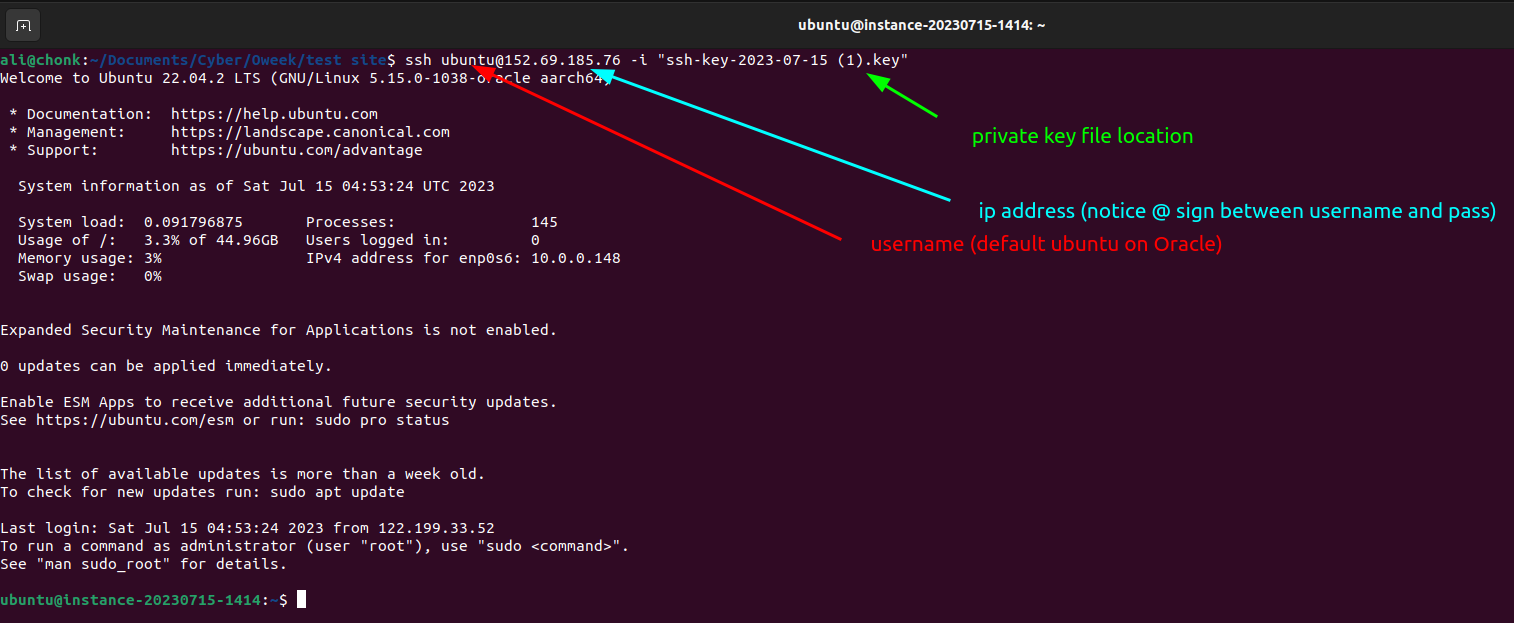 ubuntu@instance-20230715-1414: ~
ali@chonk:~/Documents/Cyber/Oweek/test site$ ssh ubuntu@152.69.185.76 -i "ssh-key-2023-07-15 (1).key"
Welcome to Ubuntu 22.04.2 LTS (GNU/Linux 5.15.0-1038-oracle aarch64)
 * Documentation:  https://help.ubuntu.com
 * Management:     https://landscape.canonical.com
 * Support:        https://ubuntu.com/advantage
private key file location
  System information as of Sat Jul 15 04:53:24 UTC 2023
ip address (notice @ sign between username and pass)
  System load:  0.091796875       Processes:               145
  Usage of /:   3.3% of 44.96GB   Users logged in:         0
username (default ubuntu on Oracle)
  Memory usage: 3%                IPv4 address for enp0s6: 10.0.0.148
  Swap usage:   0%
Expanded Security Maintenance for Applications is not enabled.
0 updates can be applied immediately.
Enable ESM Apps to receive additional future security updates.
See https://ubuntu.com/esm or run: sudo pro status
The list of available updates is more than a week old.
To check for new updates run: sudo apt update
Last login: Sat Jul 15 04:53:24 2023 from 122.199.33.52
To run a command as administrator (user "root"), use "sudo <command>".
See "man sudo_root" for details.
ubuntu@instance-20230715-1414:~$